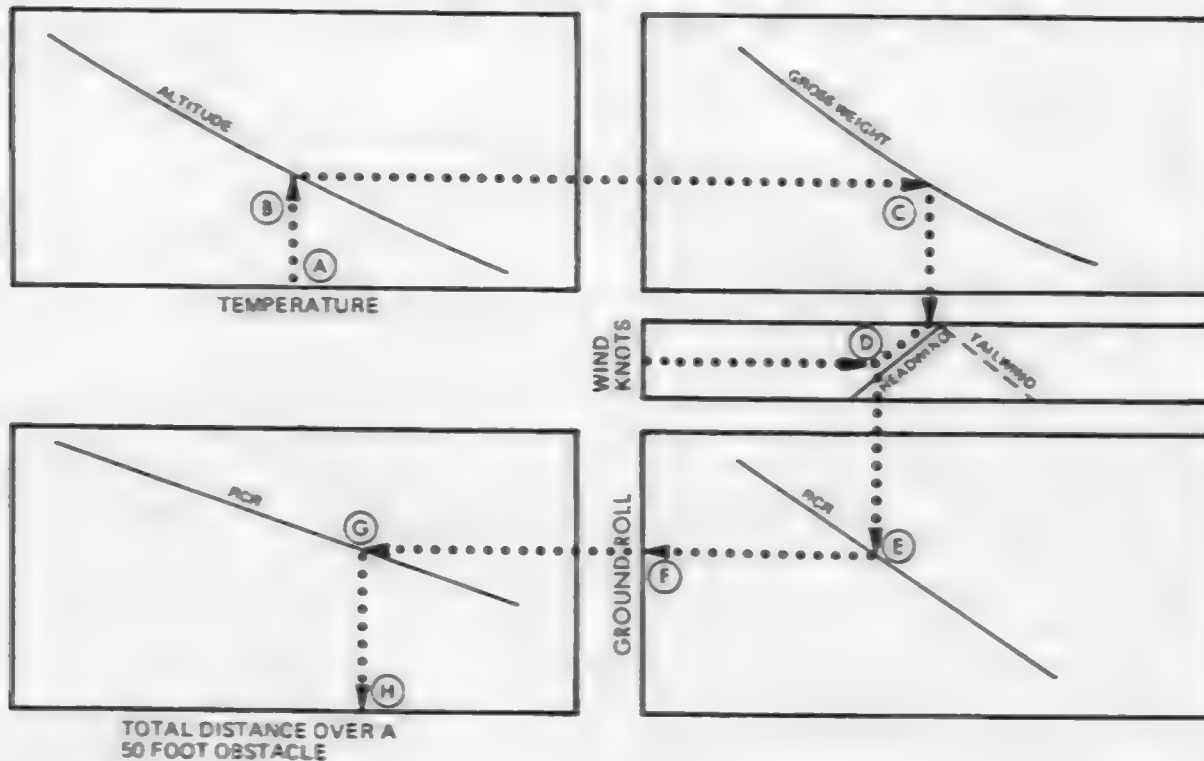 ALTITUDE
B
A
TEMPERATURE
GROSS WEIGHT
C
WIND
KNOTS
D
HEADWIND
TAILWIND
RCR
G
H
TOTAL DISTANCE OVER A
50 FOOT OBSTACLE
GROUND ROLL
RCR
E
F